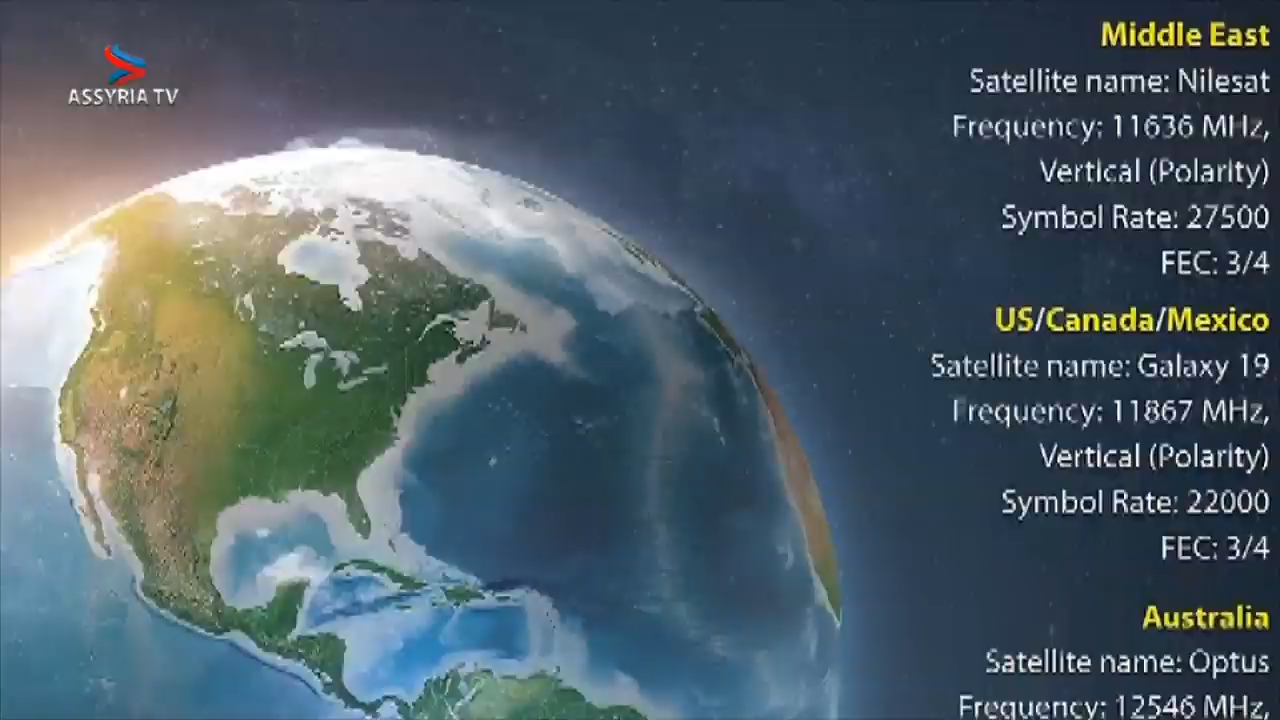 ASSYRIA TV
Middle East
Satellite name: Nilesat
Frequency: 11636 MHz,
Vertical (Polarity)
Symbol Rate: 27500
FEC: 3/4
US/Canada/Mexico
Satellite name: Galaxy 19
Frequency: 11867 MHz,
Vertical (Polarity)
Symbol Rate: 22000
FEC: 3/4
Australia
Satellite name: Optus
Frequency: 12546 MHz,